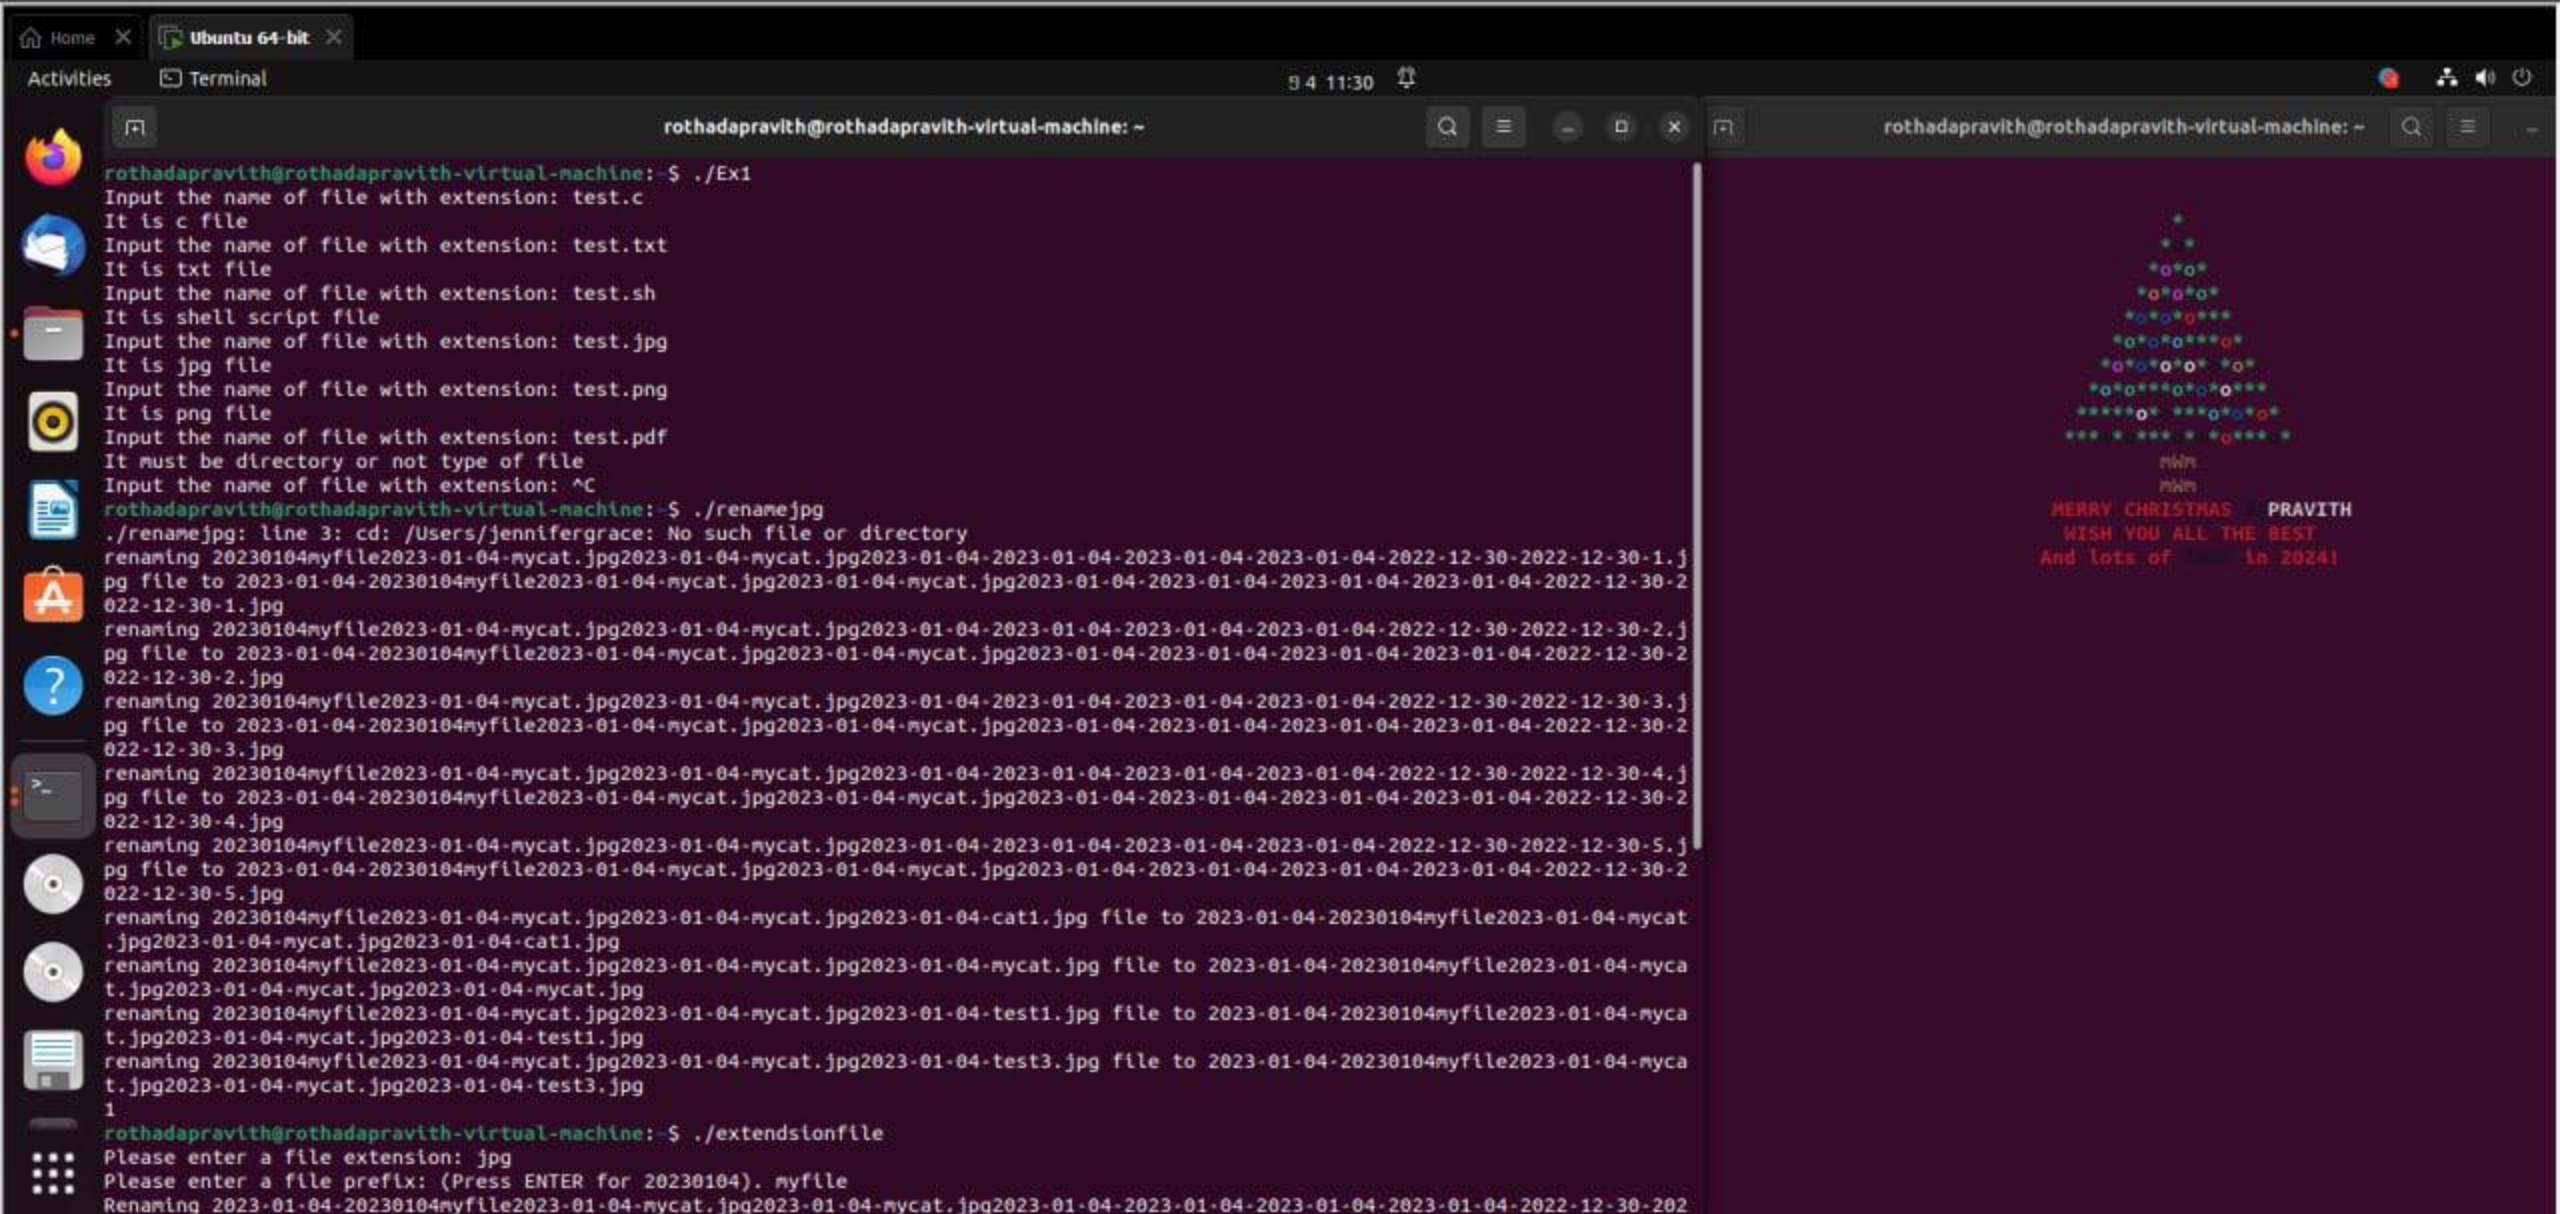 Home
Ubuntu 64-bit
Activities
Terminal
4 11:30
rothadapravith@rothadapravith-virtual-machine: ~
rothadapravith@rothadapravith-virtual-machine: ~
rothadapravith@rothadapravith-virtual-machine:~$ ./Ex1
Input the name of file with extension: test.c
It is c file
Input the name of file with extension: test.txt
It is txt file
Input the name of file with extension: test.sh
It is shell script file
Input the name of file with extension: test.jpg
It is jpg file
Input the name of file with extension: test.png
It is png file
Input the name of file with extension: test.pdf
It must be directory or not type of file
Input the name of file with extension: ^C
rothadapravith@rothadapravith-virtual-machine:~$ ./renamejpg
./renamejpg: line 3: cd: /Users/jennifergrace: No such file or directory
renaming 20230104myfile2023-01-04-mycat.jpg2023-01-04-mycat.jpg2023-01-04-2023-01-04-2023-01-04-2023-01-04-2022-12-30-2022-12-30-1.j
pg file to 2023-01-04-20230104myfile2023-01-04-mycat.jpg2023-01-04-mycat.jpg2023-01-04-2023-01-04-2023-01-04-2023-01-04-2022-12-30-2
022-12-30-1.jpg
renaming 20230104myfile2023-01-04-mycat.jpg2023-01-04-mycat.jpg2023-01-04-2023-01-04-2023-01-04-2023-01-04-2022-12-30-2022-12-30-2.j
pg file to 2023-01-04-20230104myfile2023-01-04-mycat.jpg2023-01-04-mycat.jpg2023-01-04-2023-01-04-2023-01-04-2023-01-04-2022-12-30-2
022-12-30-2.jpg
renaming 20230104myfile2023-01-04-mycat.jpg2023-01-04-mycat.jpg2023-01-04-2023-01-04-2023-01-04-2023-01-04-2022-12-30-2022-12-30-3.j
pg file to 2023-01-04-20230104myfile2023-01-04-mycat.jpg2023-01-04-mycat.jpg2023-01-04-2023-01-04-2023-01-04-2023-01-04-2022-12-30-2
022-12-30-3.jpg
renaming 20230104myfile2023-01-04-mycat.jpg2023-01-04-mycat.jpg2023-01-04-2023-01-04-2023-01-04-2023-01-04-2022-12-30-2022-12-30-4.j
pg file to 2023-01-04-20230104myfile2023-01-04-mycat.jpg2023-01-04-mycat.jpg2023-01-04-2023-01-04-2023-01-04-2023-01-04-2022-12-30-2
022-12-30-4.jpg
renaming 20230104myfile2023-01-04-mycat.jpg2023-01-04-mycat.jpg2023-01-04-2023-01-04-2023-01-04-2023-01-04-2022-12-30-2022-12-30-5.j
pg file to 2023-01-04-20230104myfile2023-01-04-mycat.jpg2023-01-04-mycat.jpg2023-01-04-2023-01-04-2023-01-04-2023-01-04-2022-12-30-2
022-12-30-5.jpg
renaming 20230104myfile2023-01-04-mycat.jpg2023-01-04-mycat.jpg2023-01-04-cat1.jpg file to 2023-01-04-20230104myfile2023-01-04-mycat
.jpg2023-01-04-mycat.jpg2023-01-04-cat1.jpg
renaming 20230104myfile2023-01-04-mycat.jpg2023-01-04-mycat.jpg2023-01-04-mycat.jpg file to 2023-01-04-20230104myfile2023-01-04-myca
t.jpg2023-01-04-mycat.jpg2023-01-04-mycat.jpg
renaming 20230104myfile2023-01-04-mycat.jpg2023-01-04-mycat.jpg2023-01-04-test1.jpg file to 2023-01-04-20230104myfile2023-01-04-myca
t.jpg2023-01-04-mycat.jpg2023-01-04-test1.jpg
renaming 20230104myfile2023-01-04-mycat.jpg2023-01-04-mycat.jpg2023-01-04-test3.jpg file to 2023-01-04-20230104myfile2023-01-04-myca
t.jpg2023-01-04-mycat.jpg2023-01-04-test3.jpg
1
rothadapravith@rothadapravith-virtual-machine:~$ ./extendsionfile
Please enter a file extension: jpg
Please enter a file prefix: (Press ENTER for 20230104). myfile
Renaming 2023-01-04-20230104myfile2023-01-04-mycat.jpg2023-01-04-mycat.jpg2023-01-04-2023-01-04-2023-01-04-2023-01-04-2022-12-30-202
*
* *
*o*o*
*o*o*o*
*o*o*o***
*o*o*o***o*
*o*o*o*o* *o*
*o*o***o*o*o***
*****o* ***o*o*o*
*** * *** * *o*** *
mWm
mWm
MERRY CHRISTMAS PRAVITH
WISH YOU ALL THE BEST
And lots of in 2024!